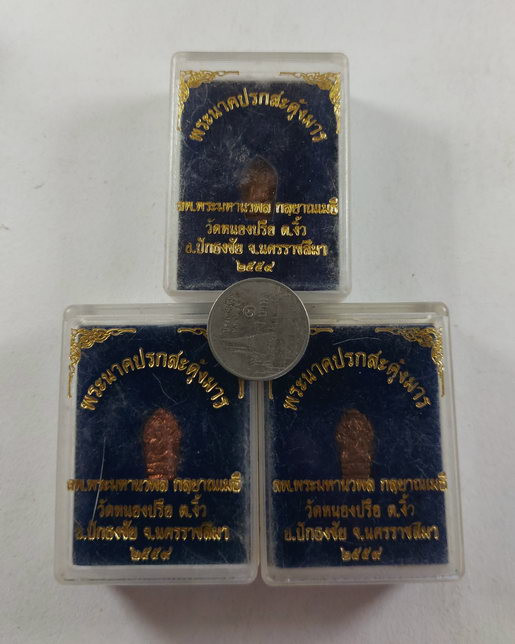 พระนาคปรกสะดุ้งมาร
ลพ.พระมหานวพล กลฺยาณเมธี
วัดหนองปรือ ต.งิ้ว
อ.ปักธงชัย จ.นครราชสีมา
๒๕๕๙
พระนาคปรกสะดุ้งมาร
ลพ.พระมหานวพล กลฺยาณเมธี
วัดหนองปรือ ต.งิ้ว
อ.ปักธงชัย จ.นครราชสีมา
๒๕๕๙
พระนาคปรกสะดุ้งมาร
ลพ.พระมหานวพล กลฺยาณเมธี
วัดหนองปรือ ต.งิ้ว
อ.ปักธงชัย จ.นครราชสีมา
๒๕๕๙